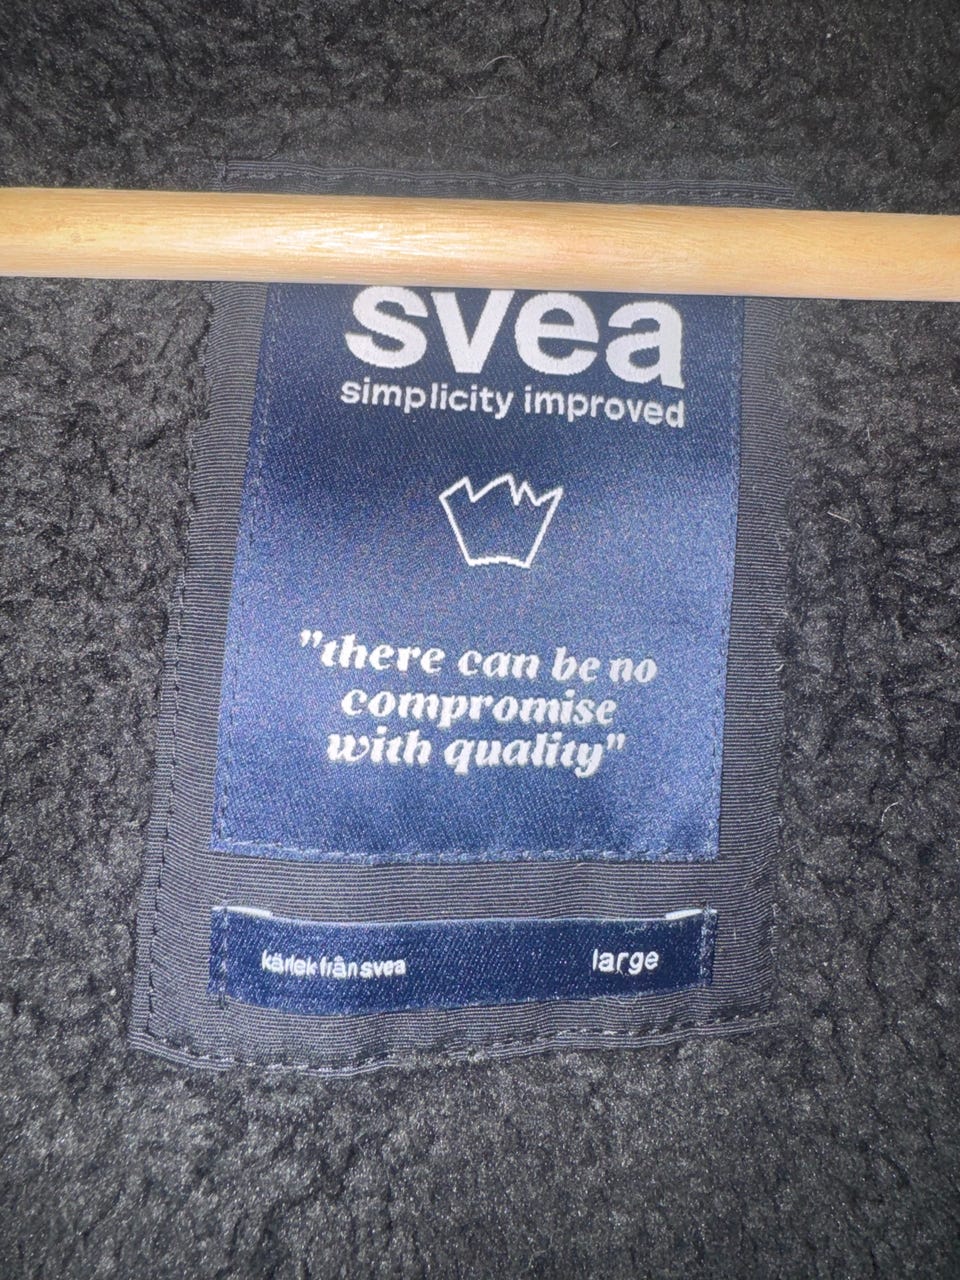 svea
simplicity improved
"there can be no
compromise
with quality"
kärlek från svea
large